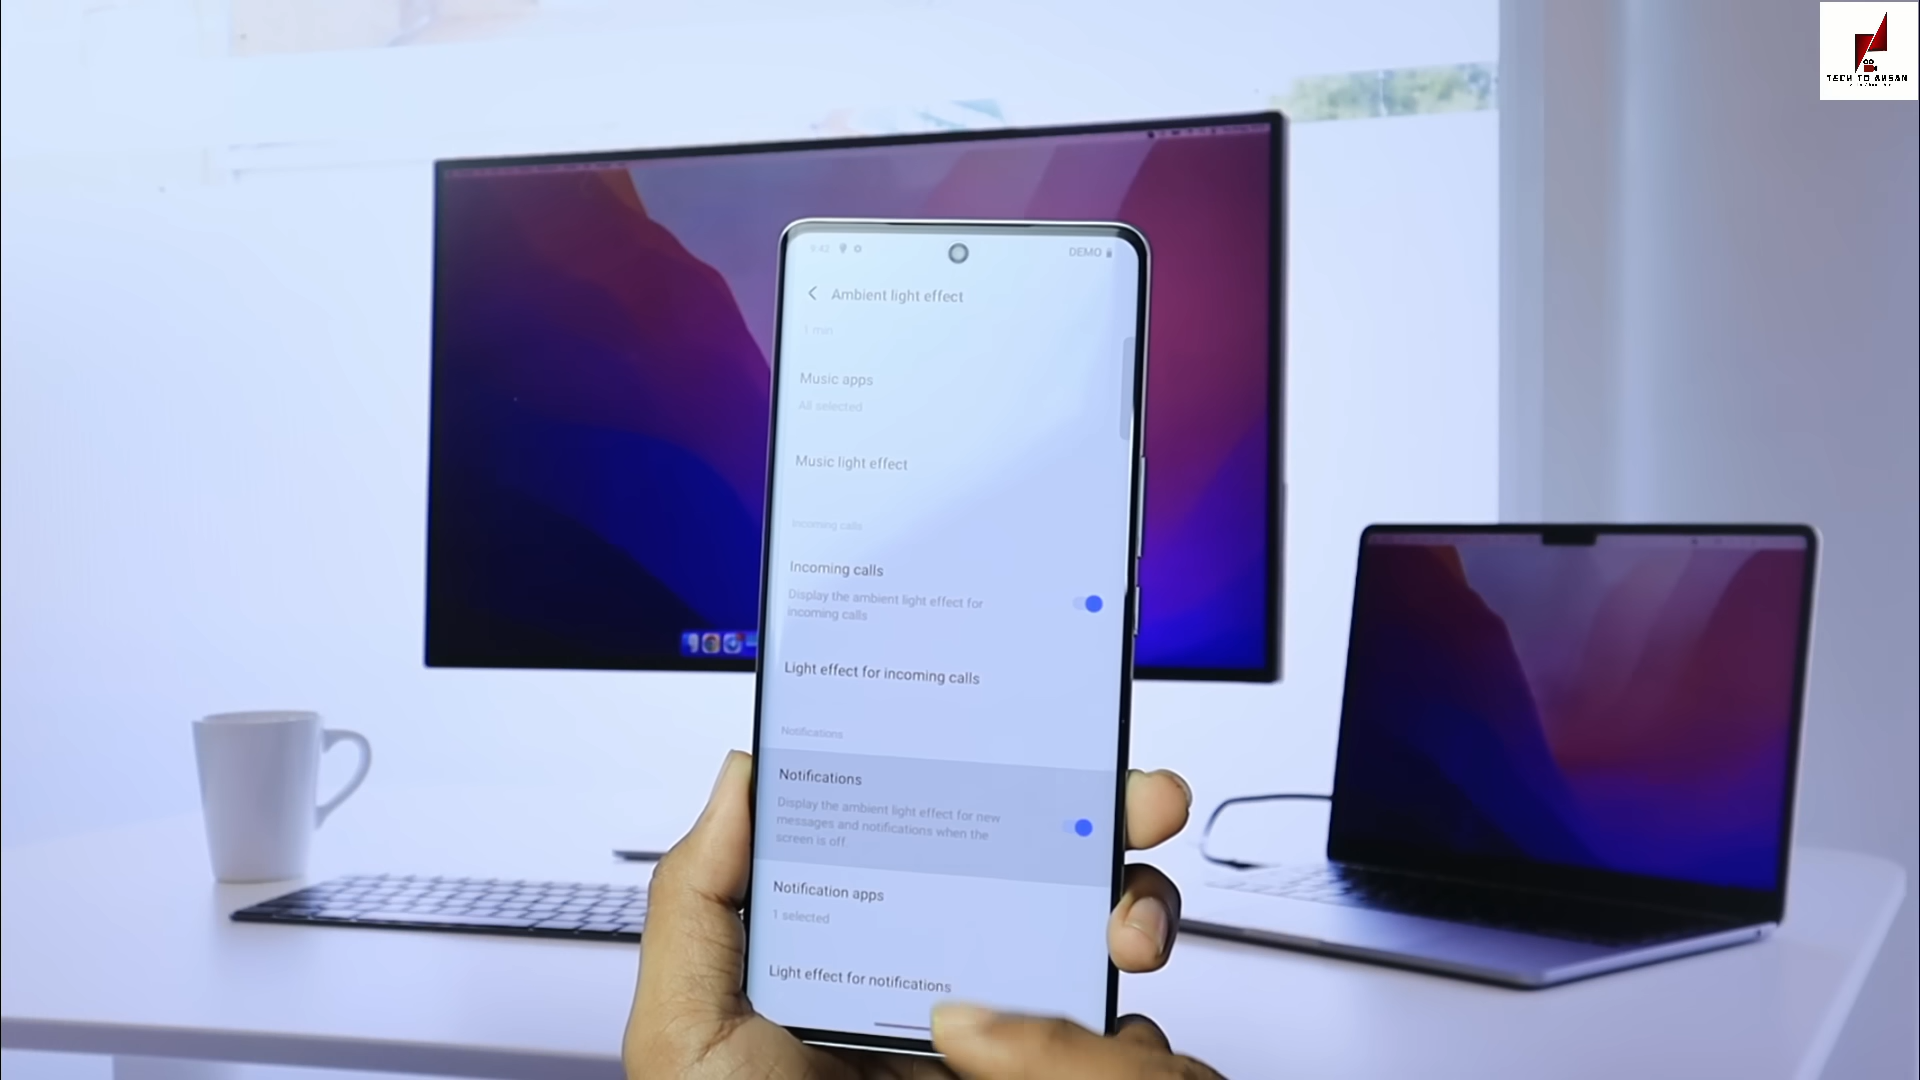 TECH TO AHSAN
9:42
DEMO
Ambient light effect
1 min
Music apps
All selected
Music light effect
Incoming calls
Incoming calls
Display the ambient light effect for
incoming calls
Light effect for incoming calls
Notifications
Notifications
Display the ambient light effect for new
messages and notifications when the
screen is off
Notification apps
1 selected
Light effect for notifications